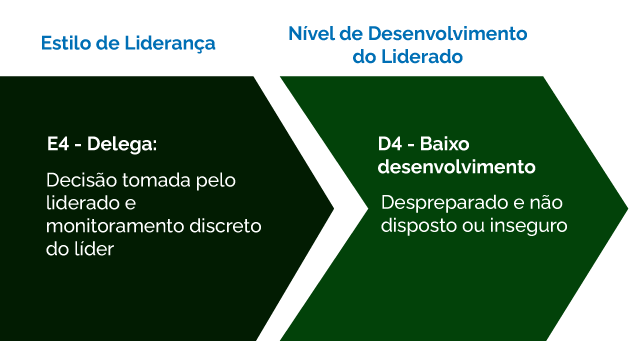 Estilo de Liderança
Nível de Desenvolvimento
do Liderado
E4 - Delega:
Decisão tomada pelo
liderado e
monitoramento discreto
do líder
D4 - Baixo
desenvolvimento
Despreparado e não
disposto ou inseguro